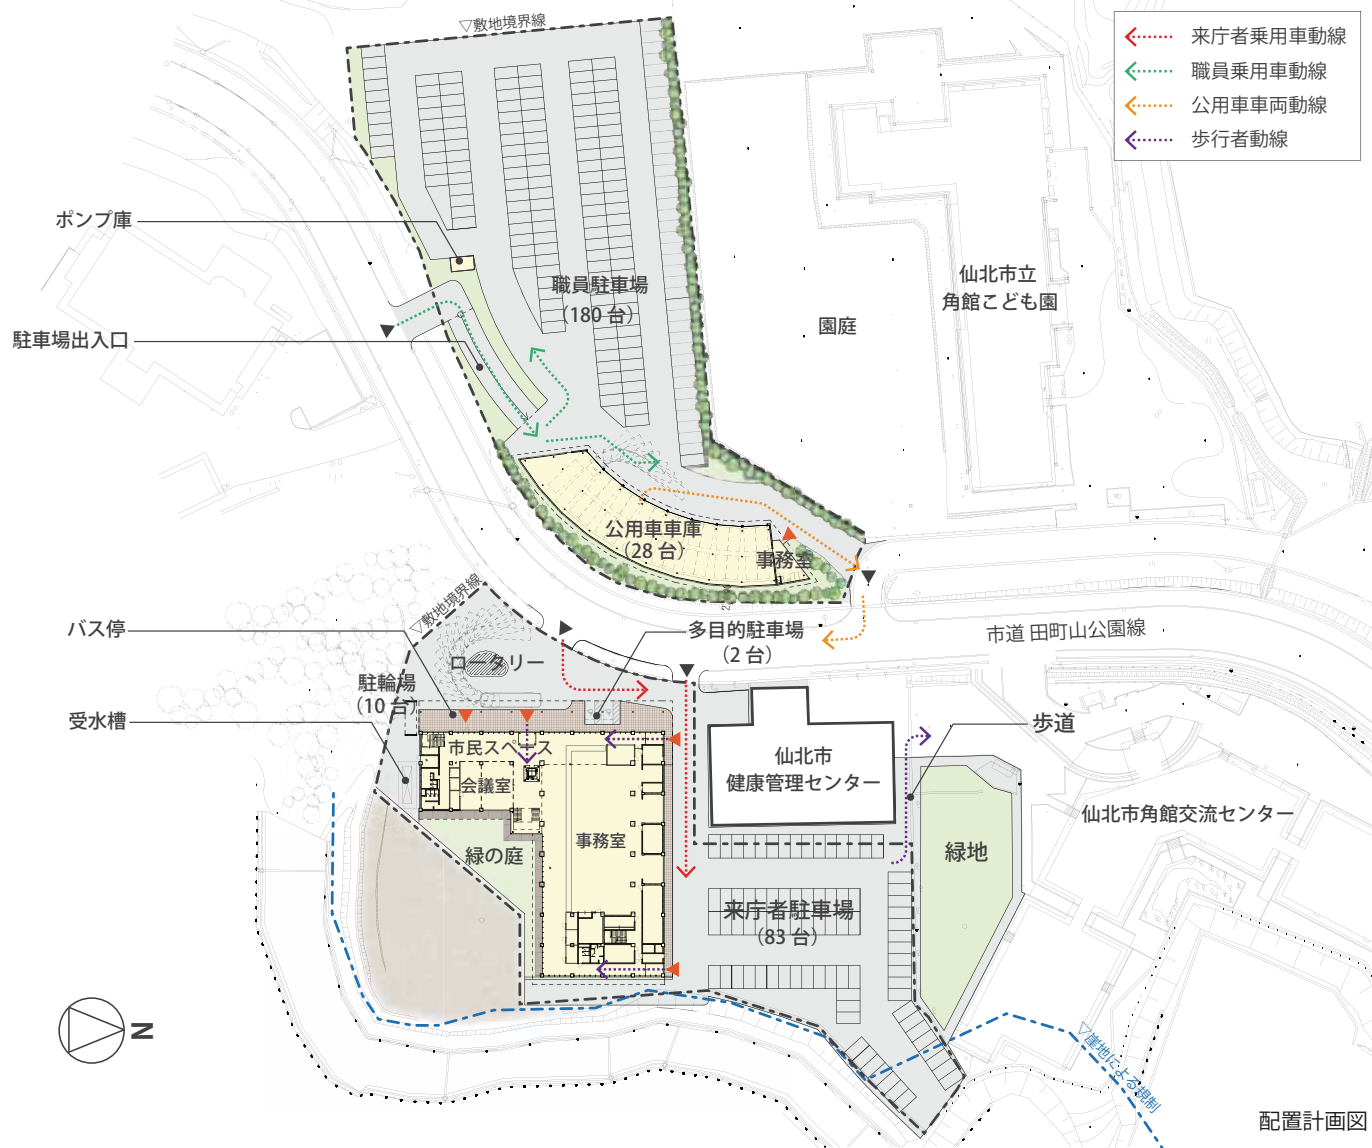 ▽敷地境界線
来庁者乗用車動線
職員乗用車動線
公用車車両動線
歩行者動線
ポンプ庫
職員駐車場
（180 台）
仙北市立
角館こども園
園庭
駐車場出入口
公用車車庫
（28 台）
事務室
▽敷地境界線
バス停
多目的駐車場
（2 台）
市道 田町山公園線
ロータリー
駐輪場
（10 台）
受水槽
歩道
市民スペース
会議室
仙北市
健康管理センター
仙北市角館交流センター
事務室
緑の庭
緑地
来庁者駐車場
（83 台）
N
▽崖地による規制
配置計画図